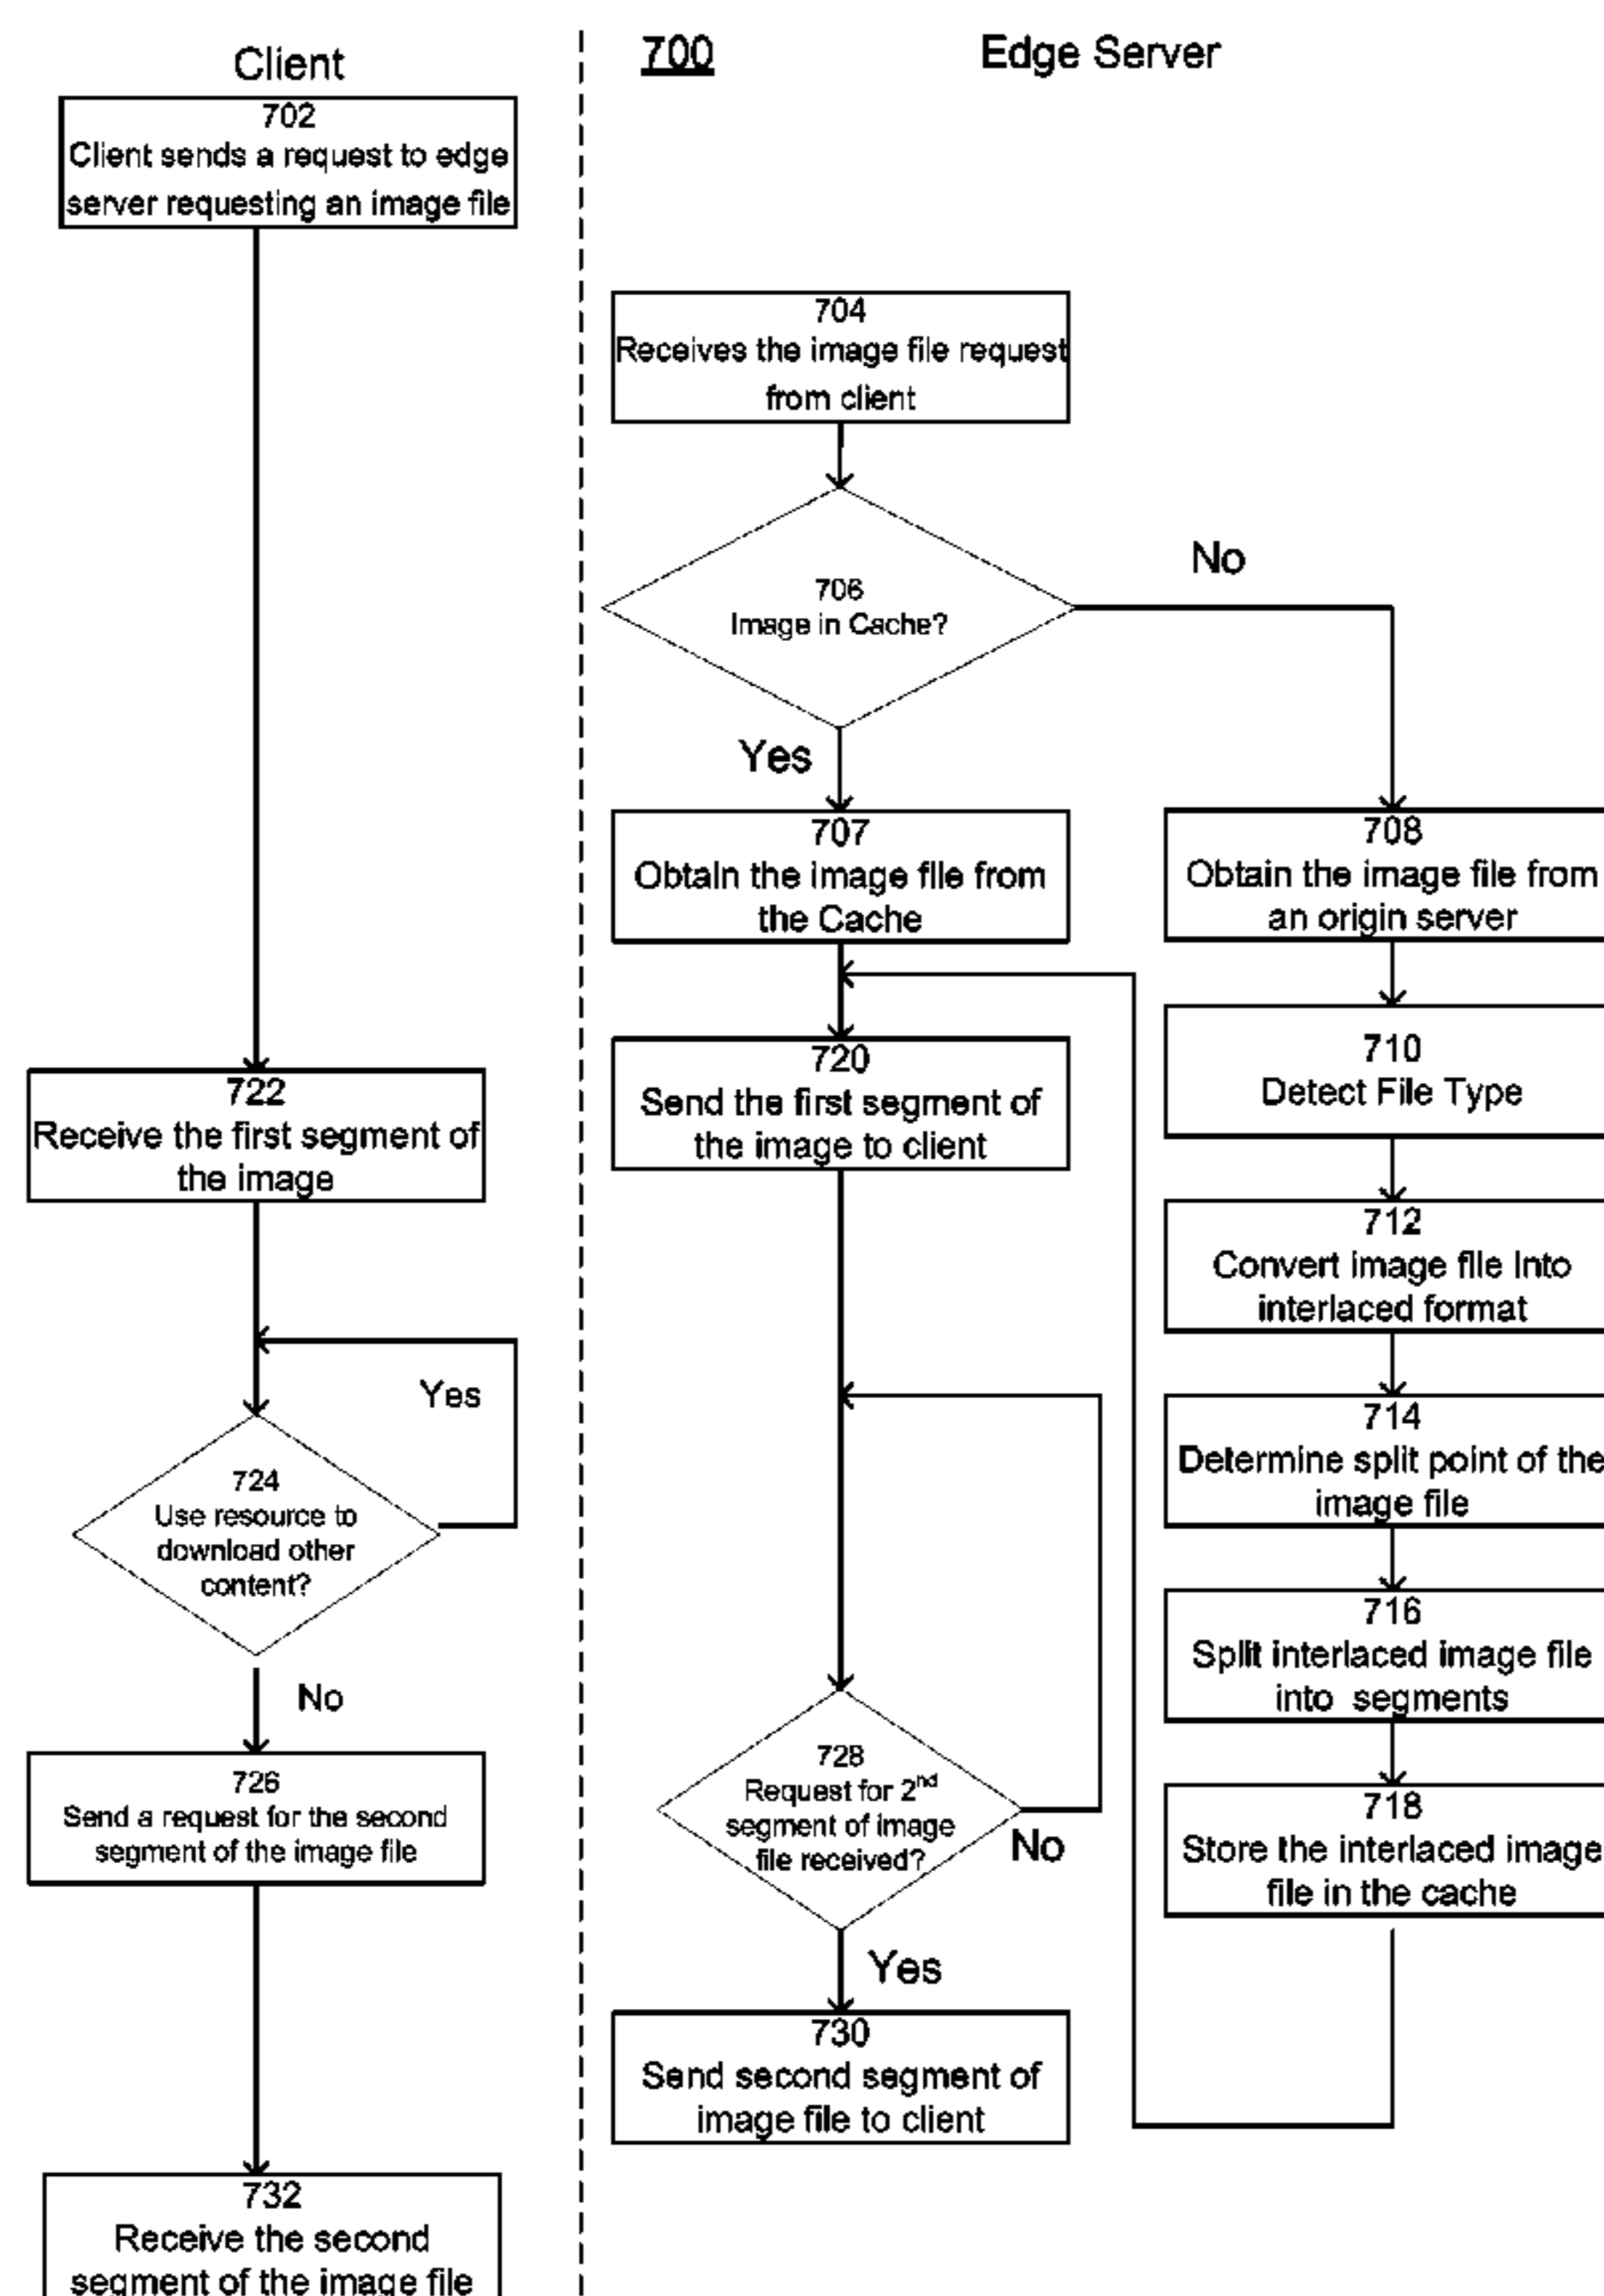 Client
702
Client sends a request to edge
server requesting an image file
722
Receive the first segment of
the image
Yes
724
Use resource to
download other
content?
No
726
Send a request for the second
segment of the image file
732
Receive the second
segment of the image file
700
Edge Server
704
Receives the image file request
from client
706
Image in Cache?
No
Yes
707
Obtain the image file from
the Cache
720
Send the first segment of
the image to client
728
Request for 2nd
segment of image
file received?
No
Yes
730
Send second segment of
image file to client
708
Obtain the image file from
an origin server
710
Detect File Type
712
Convert image file Into
interlaced format
714
Determine split point of the
image file
716
Split interlaced image file
into segments
718
Store the interlaced image
file in the cache